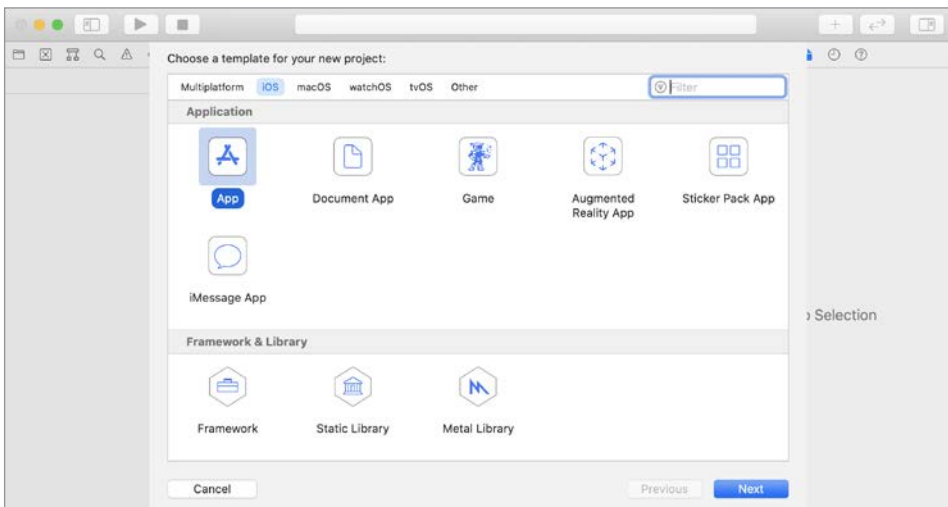 Choose a template for your new project:
Multiplatform iOS macOS watchOS tvOS Other Filter
Application
App Document App Game Augmented Reality App Sticker Pack App
iMessage App
Selection
Framework & Library
Framework Static Library Metal Library
Cancel Previous Next